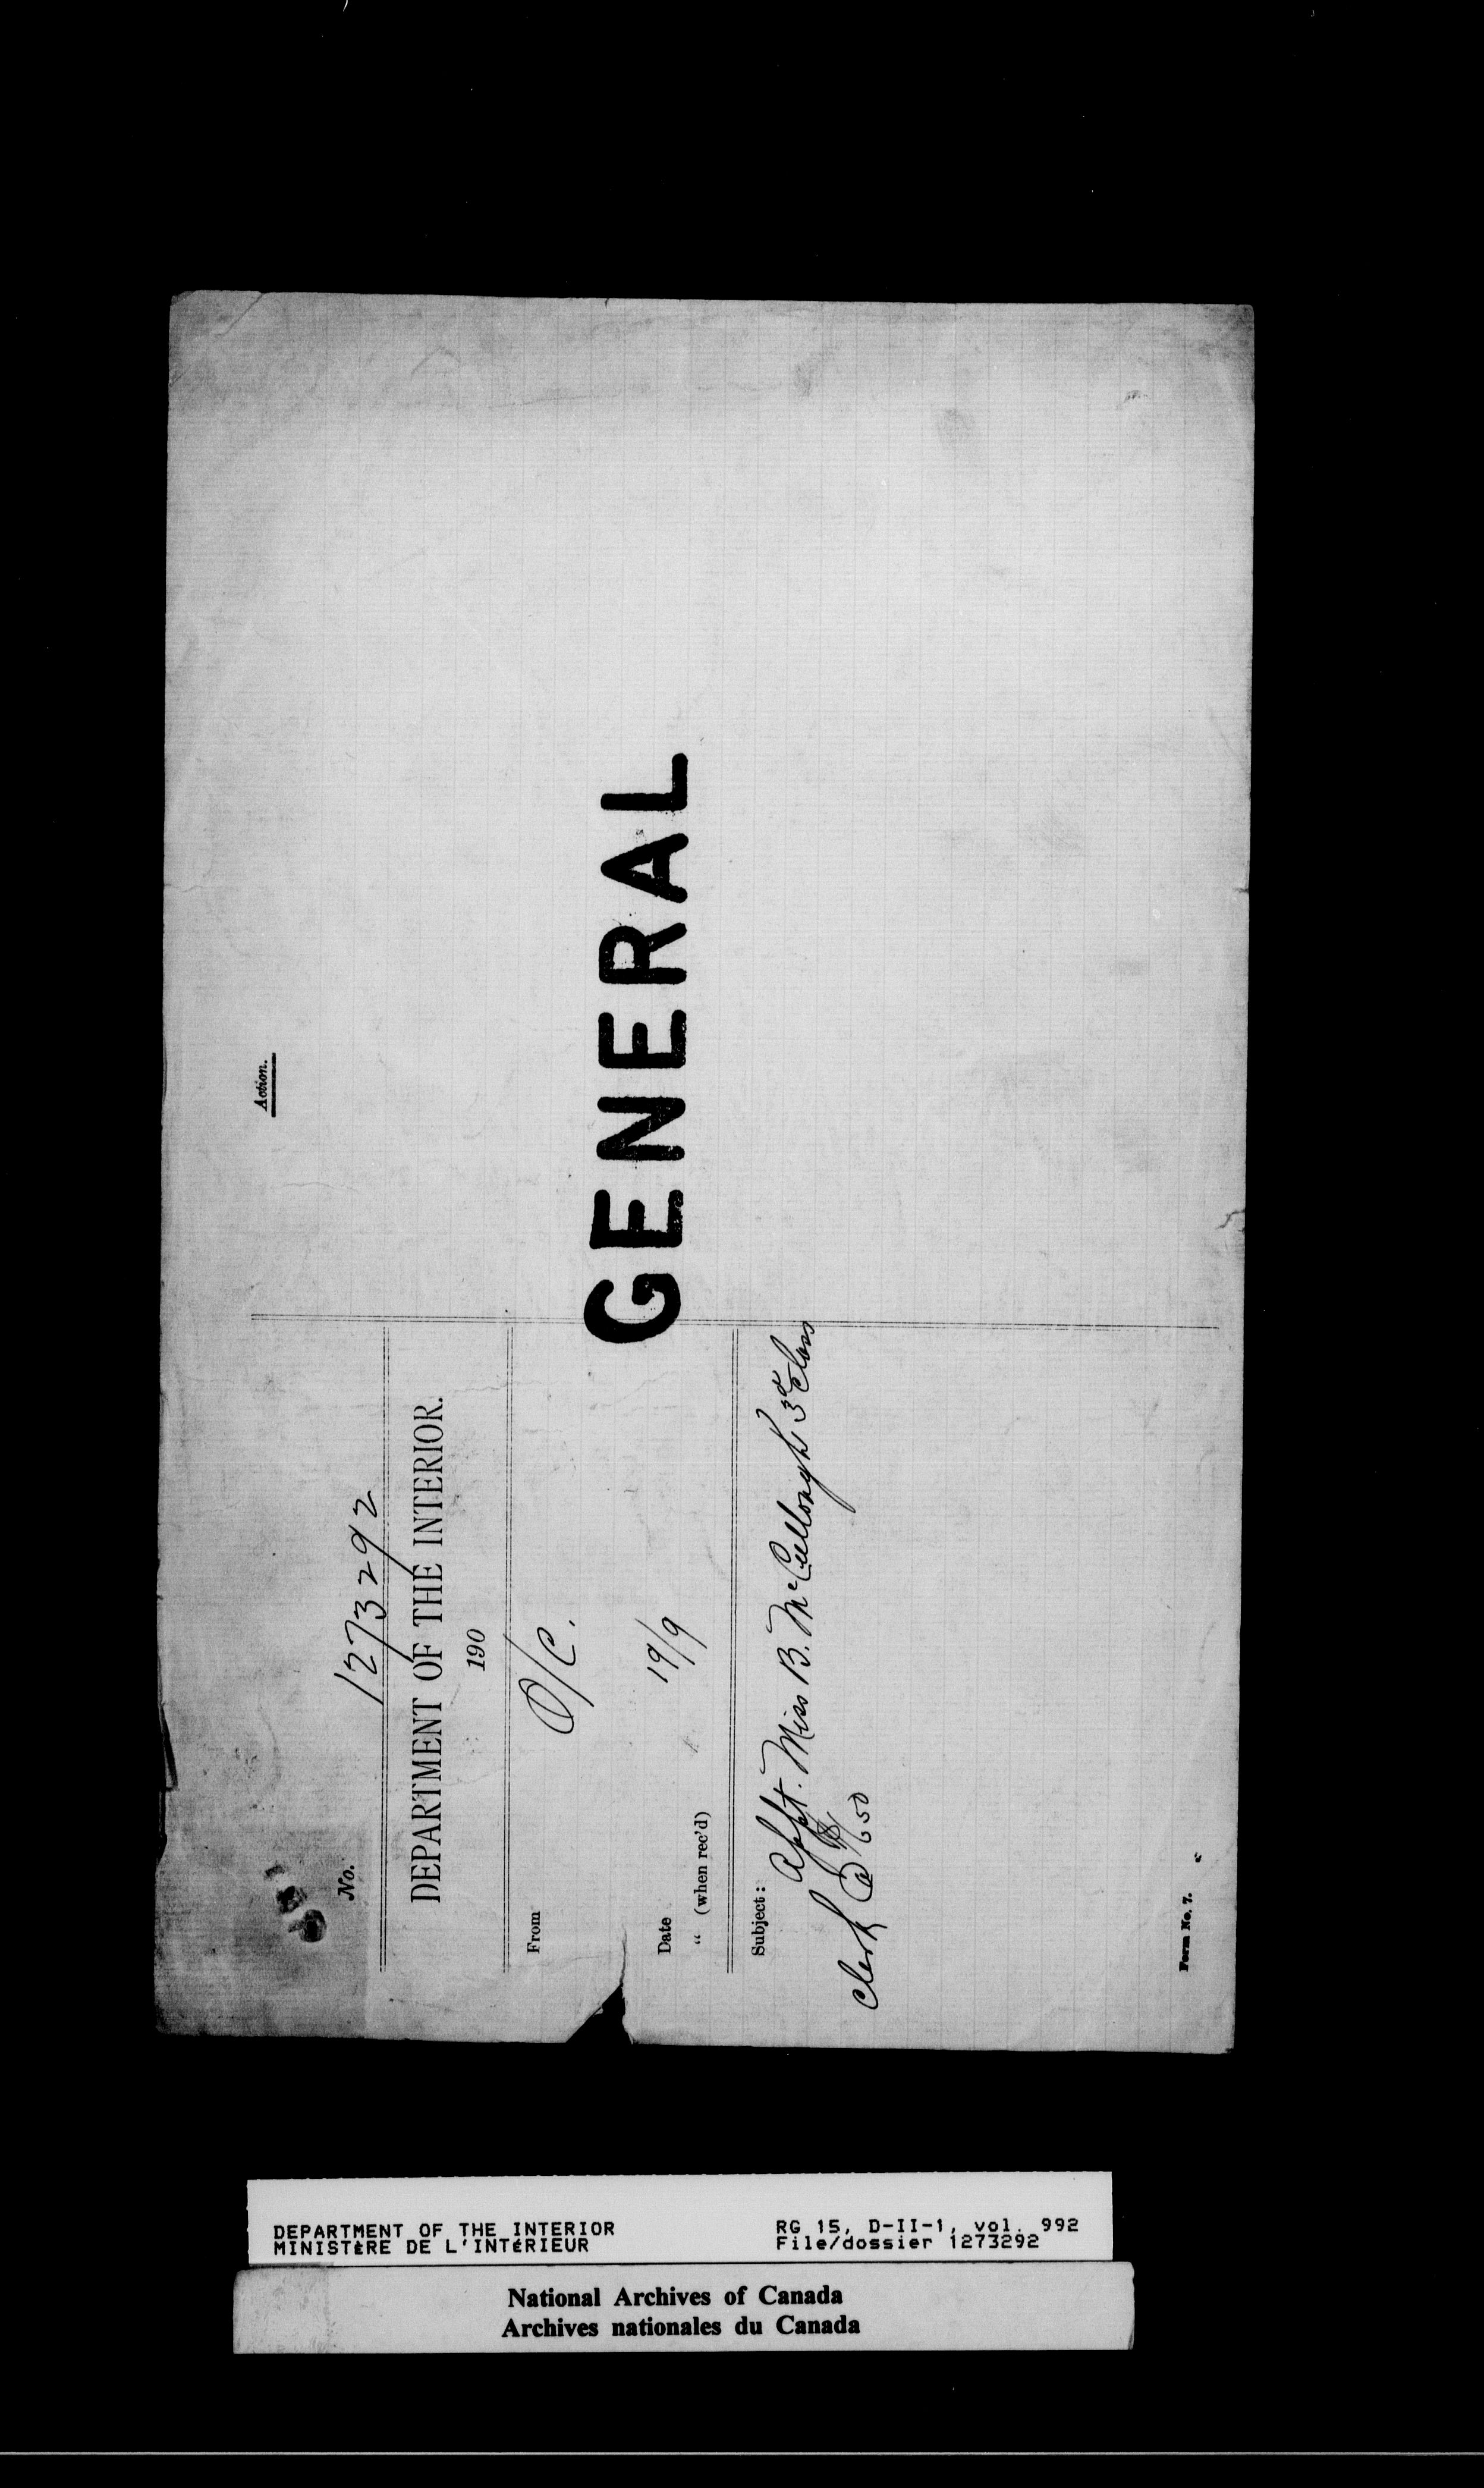 No. 1273292
DEPARTMENT OF THE INTERIOR.
190
From O/C.
Date 19/9
" (when rec'd)
Subject: Appt. Miss B. McCullough 3d Class
Clerk @ $650
Form No. 7.
Action.
GENERAL
DEPARTMENT OF THE INTERIOR
MINISTÈRE DE L'INTÉRIEUR
RG 15, D-II-1, vol. 992
File/dossier 1273292
National Archives of Canada
Archives nationales du Canada